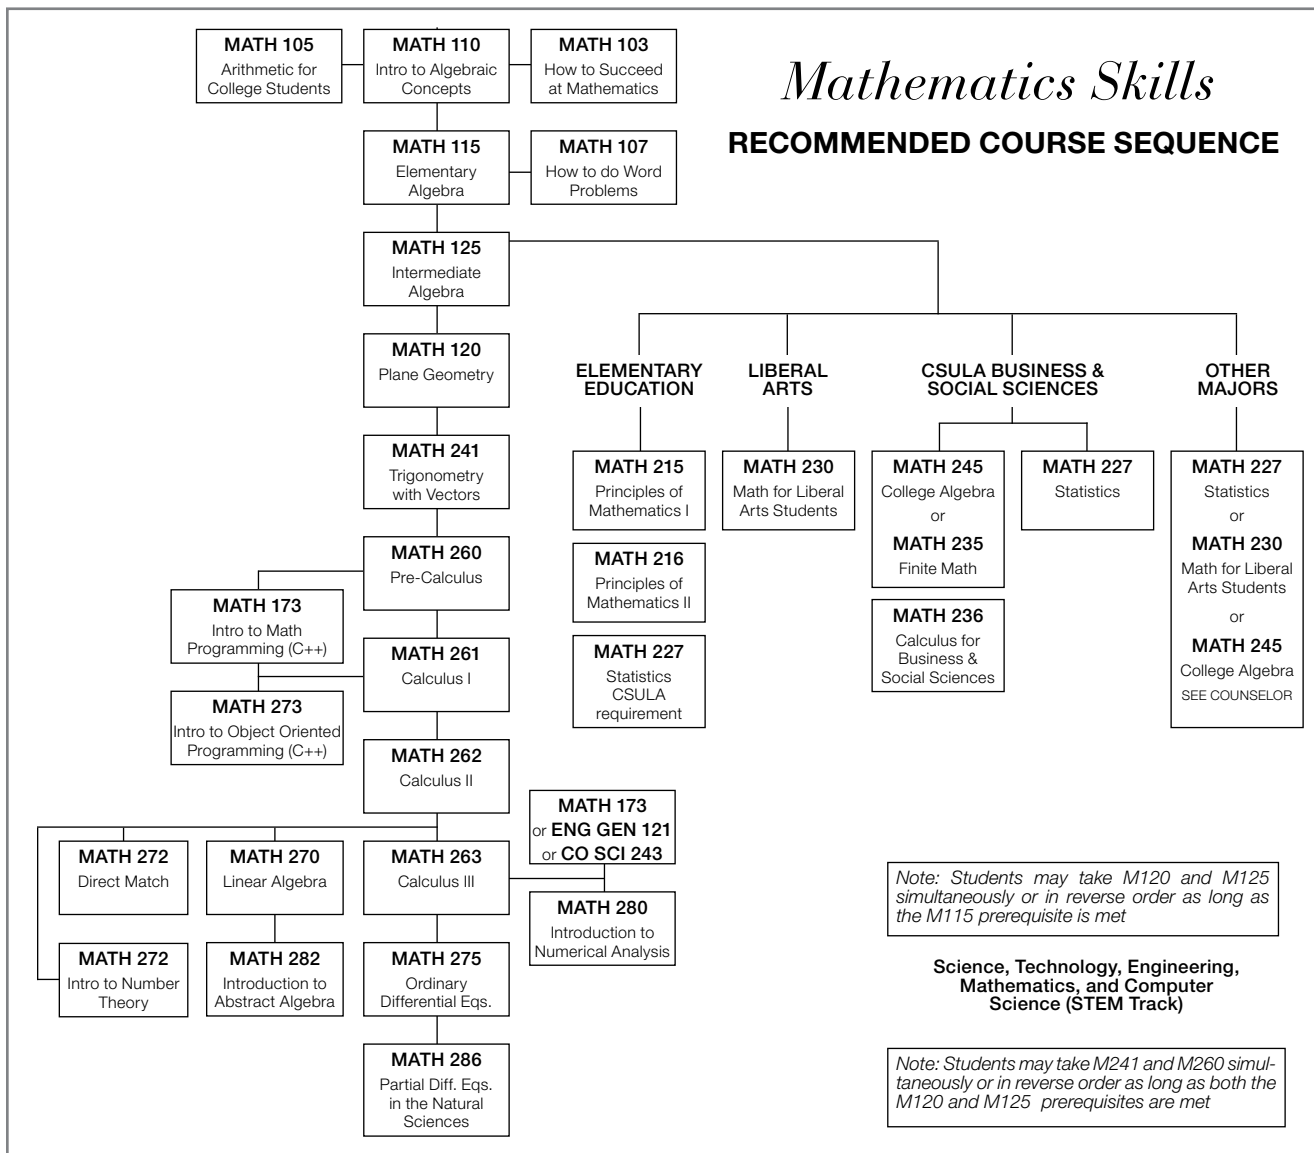 Mathematics Skills
RECOMMENDED COURSE SEQUENCE
MATH 105
Arithmetic for
College Students
MATH 110
Intro to Algebraic
Concepts
MATH 103
How to Succeed
at Mathematics
MATH 115
Elementary
Algebra
MATH 107
How to do Word
Problems
MATH 125
Intermediate
Algebra
MATH 120
Plane Geometry
MATH 241
Trigonometry
with Vectors
MATH 260
Pre-Calculus
MATH 173
Intro to Math
Programming (C++)
MATH 261
Calculus I
MATH 273
Intro to Object Oriented
Programming (C++)
MATH 262
Calculus II
MATH 173
or ENG GEN 121
or CO SCI 243
MATH 272
Direct Match
MATH 270
Linear Algebra
MATH 263
Calculus III
MATH 280
Introduction to
Numerical Analysis
MATH 272
Intro to Number
Theory
MATH 282
Introduction to
Abstract Algebra
MATH 275
Ordinary
Differential Eqs.
MATH 286
Partial Diff. Eqs.
in the Natural
Sciences
ELEMENTARY
EDUCATION
MATH 215
Principles of
Mathematics I
MATH 216
Principles of
Mathematics II
MATH 227
Statistics
CSULA
requirement
LIBERAL
ARTS
MATH 230
Math for Liberal
Arts Students
CSULA BUSINESS &
SOCIAL SCIENCES
MATH 245
College Algebra
or
MATH 235
Finite Math
MATH 236
Calculus for
Business &
Social Sciences
MATH 227
Statistics
OTHER
MAJORS
MATH 227
Statistics
or
MATH 230
Math for Liberal
Arts Students
or
MATH 245
College Algebra
SEE COUNSELOR
Note: Students may take M120 and M125
simultaneously or in reverse order as long as
the M115 prerequisite is met
Science, Technology, Engineering,
Mathematics, and Computer
Science (STEM Track)
Note: Students may take M241 and M260 simul-
taneously or in reverse order as long as both the
M120 and M125 prerequisites are met